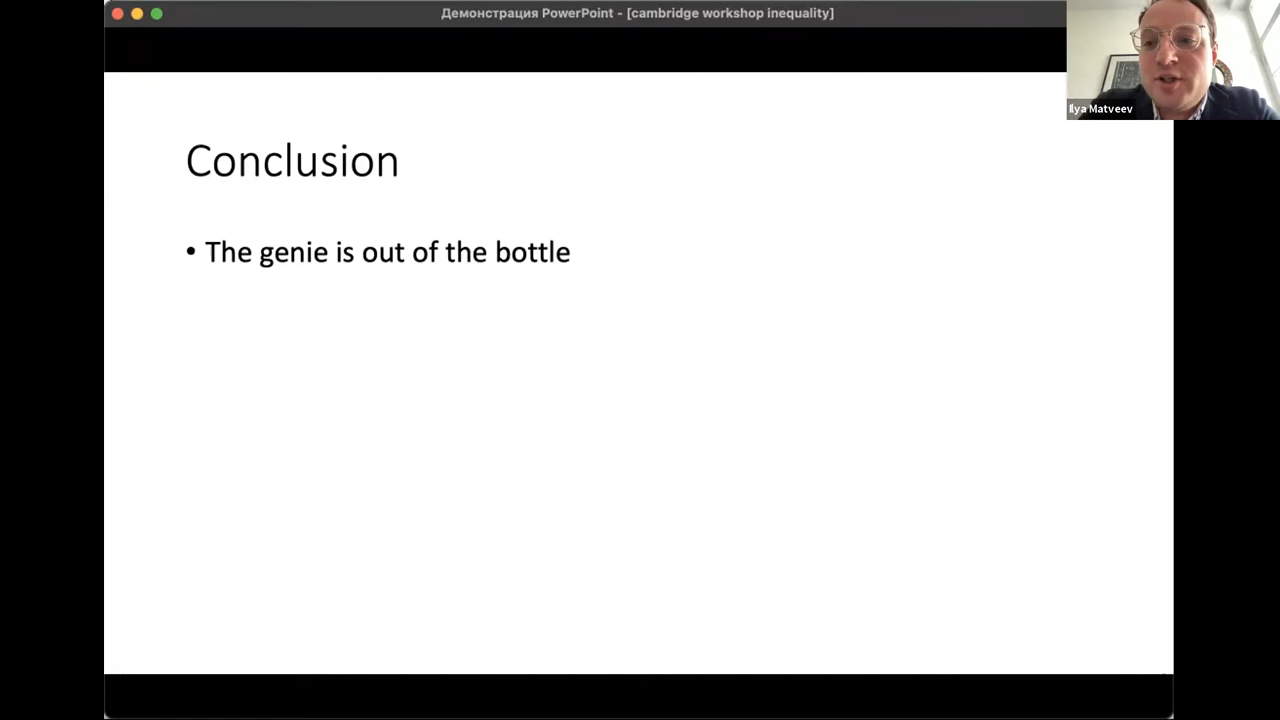 Демонстрация PowerPoint - [cambridge workshop inequality]
Ilya Matveev
Conclusion
• The genie is out of the bottle